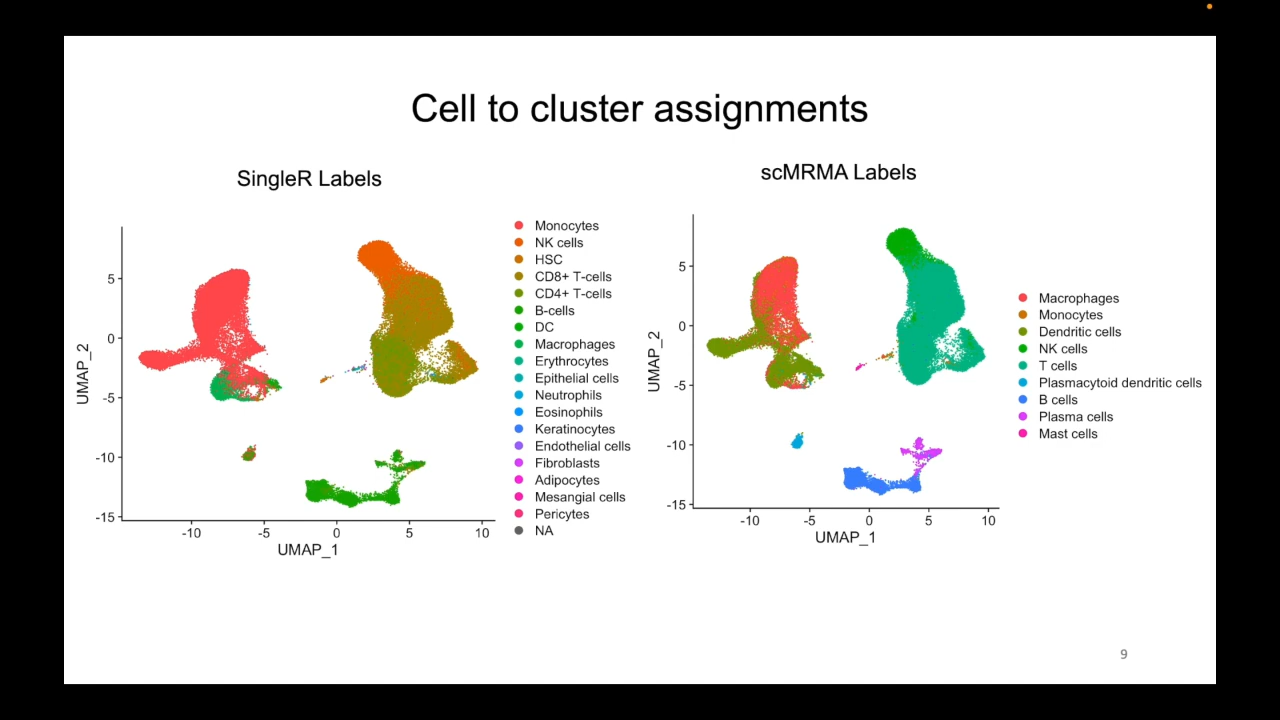 Cell to cluster assignments
SingleR Labels
5
0
-5
-10
-15
UMAP_2
-10
-5
0
5
10
UMAP_1
Monocytes
NK cells
HSC
CD8+ T-cells
CD4+ T-cells
B-cells
DC
Macrophages
Erythrocytes
Epithelial cells
Neutrophils
Eosinophils
Keratinocytes
Endothelial cells
Fibroblasts
Adipocytes
Mesangial cells
Pericytes
NA
scMRMA Labels
5
0
-5
-10
-15
UMAP_2
-10
-5
0
5
10
UMAP_1
Macrophages
Monocytes
Dendritic cells
NK cells
T cells
Plasmacytoid dendritic cells
B cells
Plasma cells
Mast cells
9